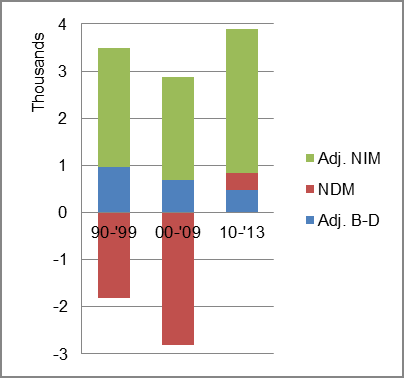 Thousands
4
3
2
1
0
-1
-2
-3
90-'99
00-'09
10-'13
Adj. NIM
NDM
Adj. B-D